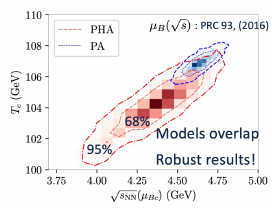 PHA
PA
μ_B(√s) : PRC 93, (2016)
110
108
106
104
102
100
T_c (GeV)
68%
95%
Models overlap
Robust results!
3.75 4.00 4.25 4.50 4.75 5.00
√s_NN(μ_Bc) (GeV)